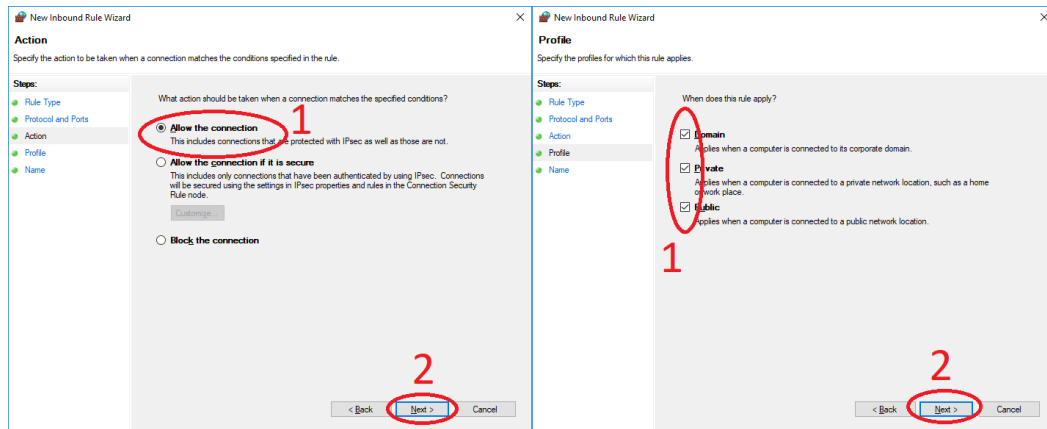 New Inbound Rule Wizard
Action
Specify the action to be taken when a connection matches the conditions specified in the rule.
Steps:
Rule Type
Protocol and Ports
Action
Profile
Name
What action should be taken when a connection matches the specified conditions?
1
Allow the connection
This includes connections that are protected with IPsec as well as those are not.
Allow the connection if it is secure
This includes only connections that have been authenticated by using IPsec. Connections
will be secured using the settings in IPsec properties and rules in the Connection Security
Rule node.
Customize...
Block the connection
2
< Back Next > Cancel
New Inbound Rule Wizard
Profile
Specify the profiles for which this rule applies.
Steps:
Rule Type
Protocol and Ports
Action
Profile
Name
When does this rule apply?
Domain
Applies when a computer is connected to its corporate domain.
Private
Applies when a computer is connected to a private network location, such as a home
or work place.
Public
Applies when a computer is connected to a public network location.
1
2
< Back Next > Cancel